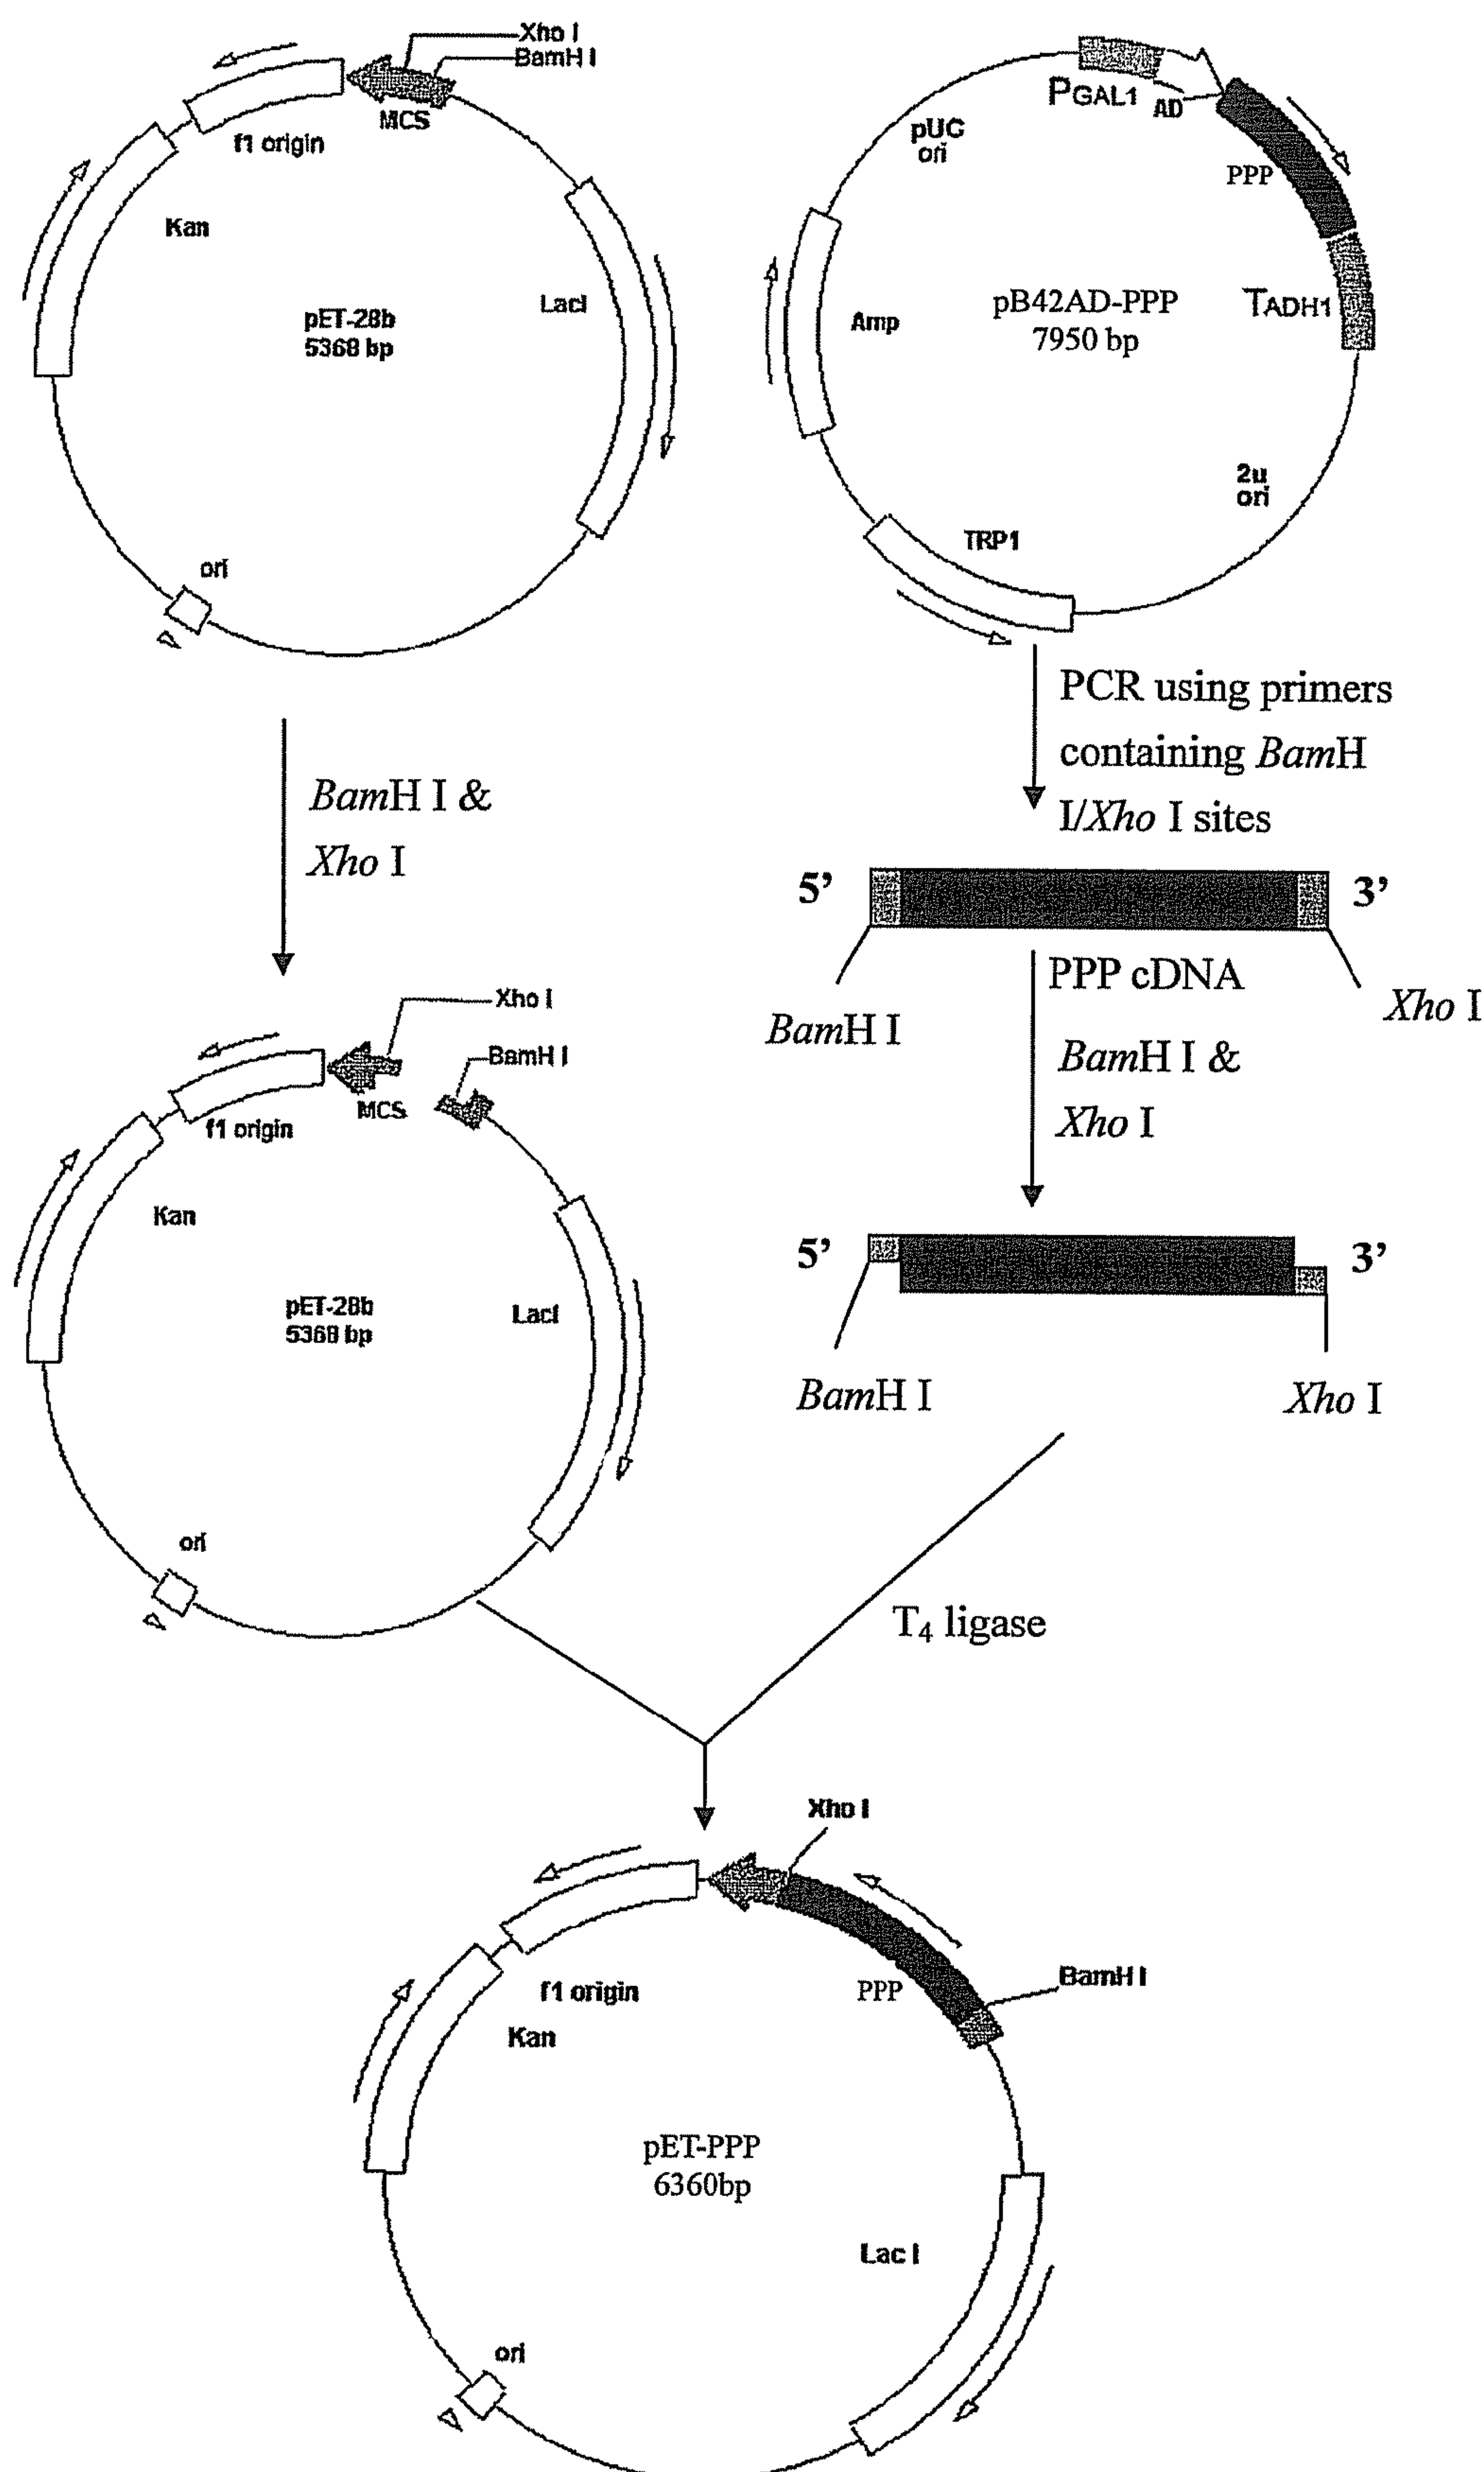 Xho I
BamH I
MCS
f1 origin
Kan
LacI
pET-28b
5368 bp
ori
PGAL1
AD
pUC
ori
PPP
Amp
pB42AD-PPP
7950 bp
TADH1
2u
ori
TRP1
BamH I &
Xho I
PCR using primers
containing BamH
I/Xho I sites
5’
3’
BamH I
PPP cDNA
Xho I
BamH I &
Xho I
Xho I
BamH I
MCS
f1 origin
Kan
LacI
pET-28b
5368 bp
ori
5’
3’
BamH I
Xho I
T4 ligase
Xho I
BamH I
PPP
f1 origin
Kan
pET-PPP
6360bp
Lac I
ori